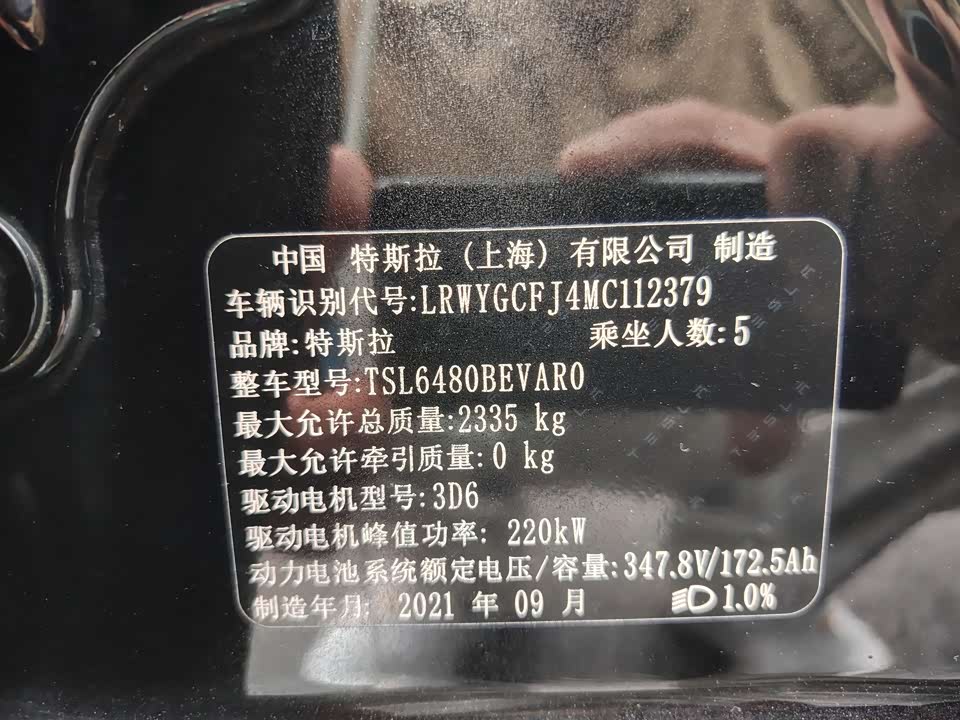 中国 特斯拉 (上海) 有限公司 制造
车辆识别代号:LRWYGCFJ4MC112379
品牌:特斯拉 乘坐人数:5
整车型号:TSL6480BEVAR0
最大允许总质量:2335 kg
最大允许牵引质量:0 kg
驱动电机型号:3D6
驱动电机峰值功率: 220kW
动力电池系统额定电压/容量:347.8V/172.5Ah
制造年月: 2021 年 09 月 1.0%